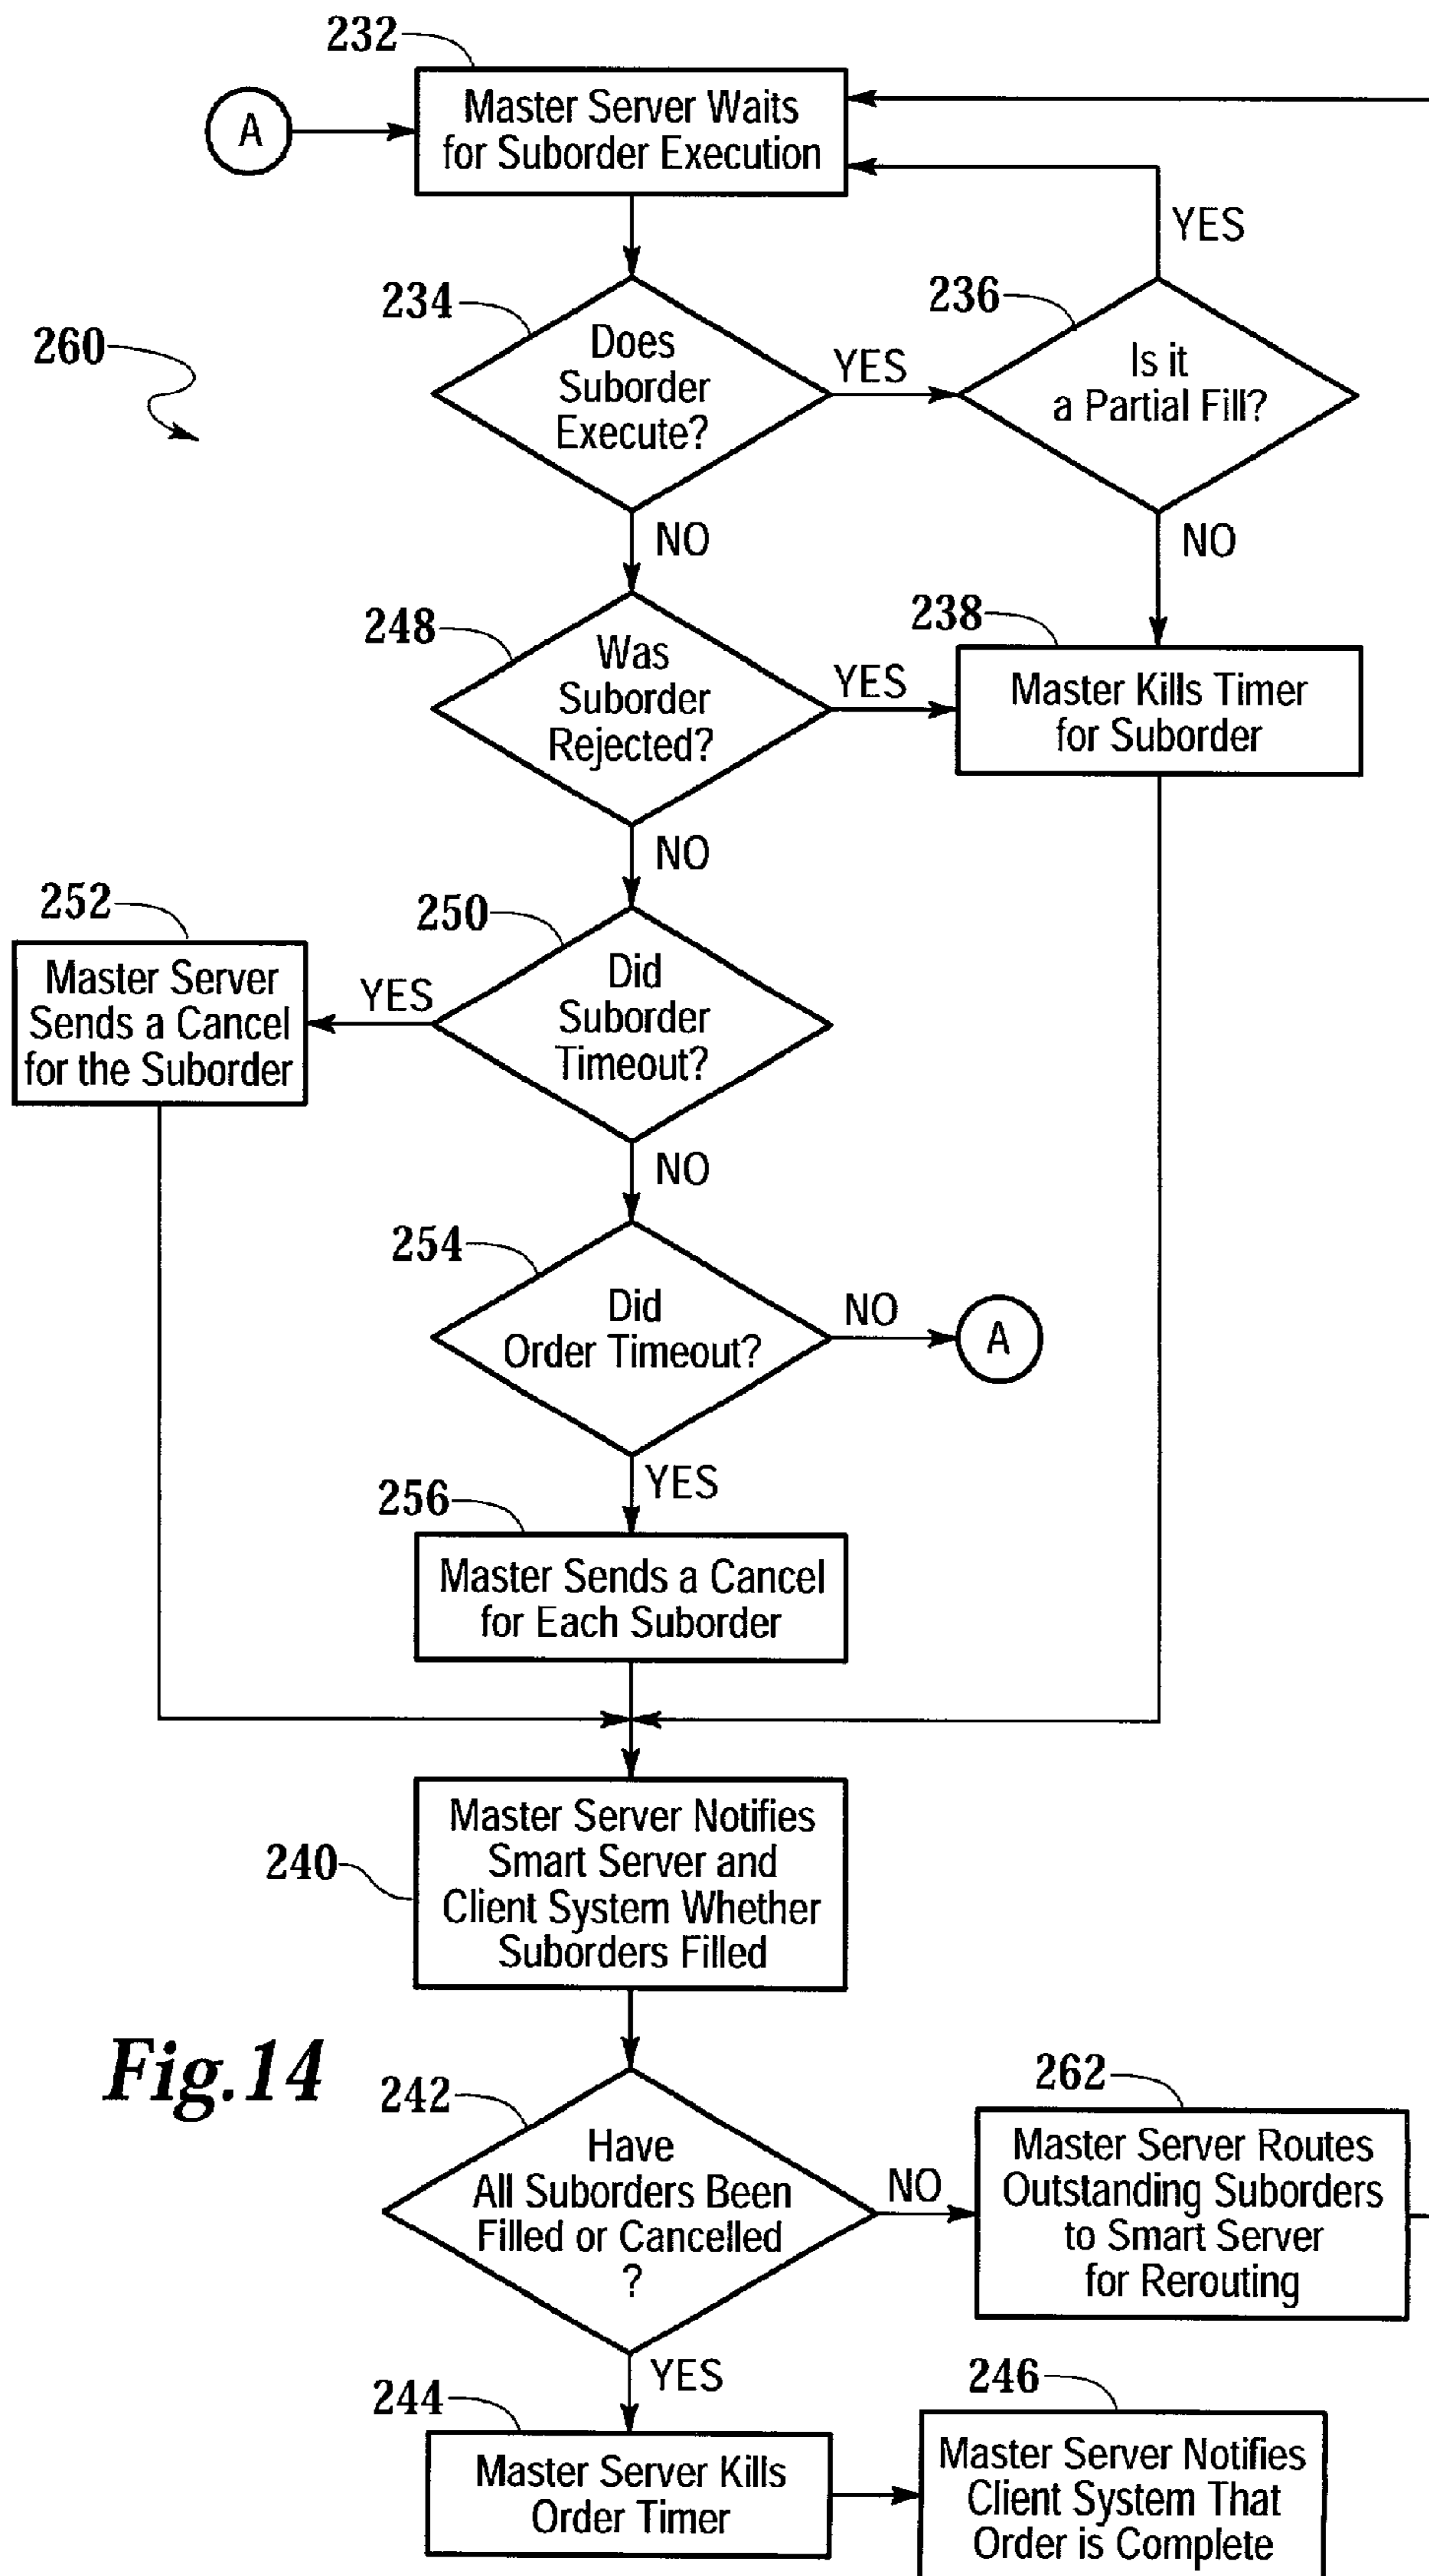 232
A
Master Server Waits
for Suborder Execution
YES
234
Does
Suborder
Execute?
YES
236
Is it
a Partial Fill?
260
NO
NO
248
Was
Suborder
Rejected?
YES
238
Master Kills Timer
for Suborder
NO
252
Master Server
Sends a Cancel
for the Suborder
YES
250
Did
Suborder
Timeout?
NO
254
Did
Order Timeout?
NO
A
YES
256
Master Sends a Cancel
for Each Suborder
240
Master Server Notifies
Smart Server and
Client System Whether
Suborders Filled
Fig.14
242
Have
All Suborders Been
Filled or Cancelled
?
NO
262
Master Server Routes
Outstanding Suborders
to Smart Server
for Rerouting
YES
244
Master Server Kills
Order Timer
246
Master Server Notifies
Client System That
Order is Complete